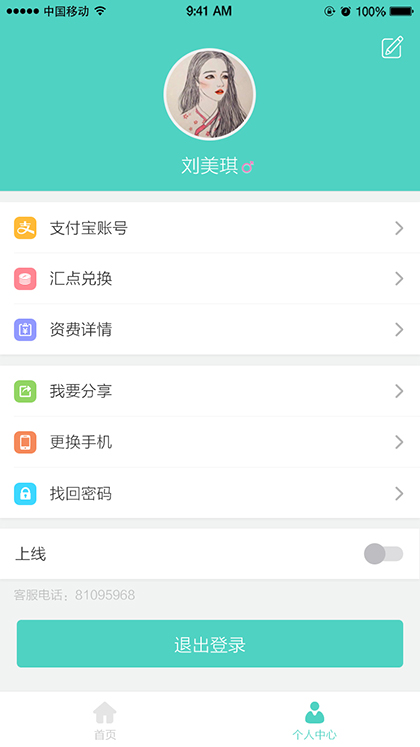 中国移动 9:41 AM 100%
刘美琪
支付宝账号
汇点兑换
资费详情
我要分享
更换手机
找回密码
上线
客服电话：81095968
退出登录
首页 个人中心